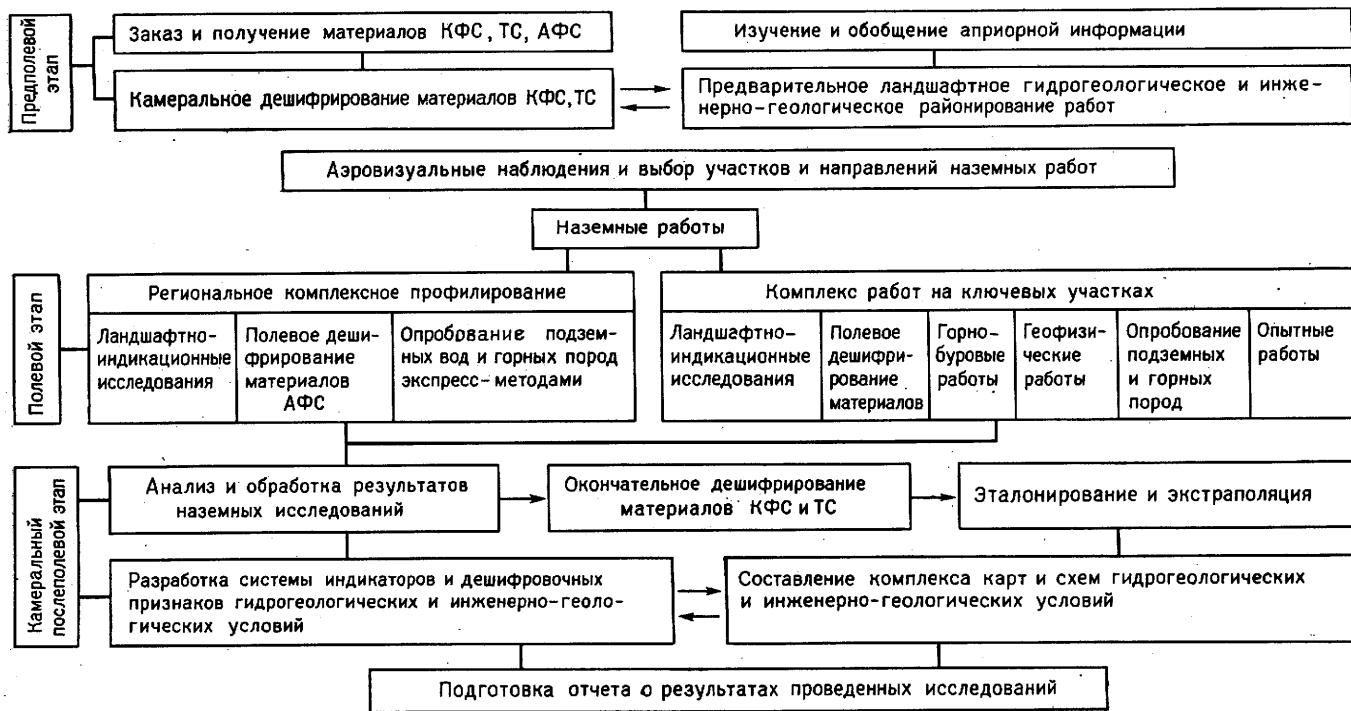 Предполевой
этап
Заказ и получение материалов КФС, ТС, АФС
Изучение и обобщение априорной информации
Камеральное дешифрирование материалов КФС, ТС
Предварительное ландшафтное гидрогеологическое и инже-
нерно-геологическое районирование работ
Аэровизуальные наблюдения и выбор участков и направлений наземных работ
Наземные работы
Полевой этап
Региональное комплексное профилирование
Ландшафтно-
индикационные
исследования
Полевое деши-
фрирование
материалов
АФС
Опробование подзем-
ных вод и горных пород
экспресс-методами
Комплекс работ на ключевых участках
Ландшафтно-
индикационные
исследования
Полевое
дешифри-
рование
материалов
Горно-
буровые
работы
Геофизи-
ческие
работы
Опробование
подземных
и горных
пород
Опытные
работы
Камеральный
послеполевой этап
Анализ и обработка результатов
наземных исследований
Окончательное дешифрирование
материалов КФС и ТС
Эталонирование и экстраполяция
Разработка системы индикаторов и дешифровочных
признаков гидрогеологических и инженерно-геоло-
гических условий
Составление комплекса карт и схем гидрогеологических
и инженерно-геологических условий
Подготовка отчета о результатах проведенных исследований